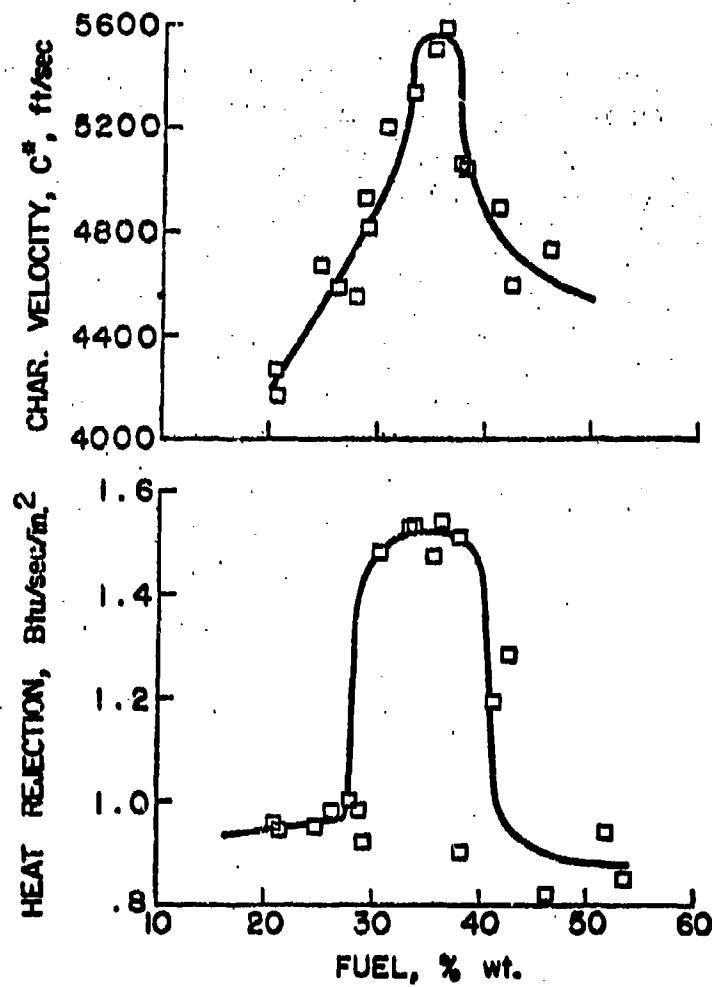 CHAR. VELOCITY, C*, ft/sec
5600
5200
4800
4400
4000
HEAT REJECTION, Btu/sec/in.2
1.6
1.4
1.2
1.0
.8
10 20 30 40 50 60
FUEL, % wt.